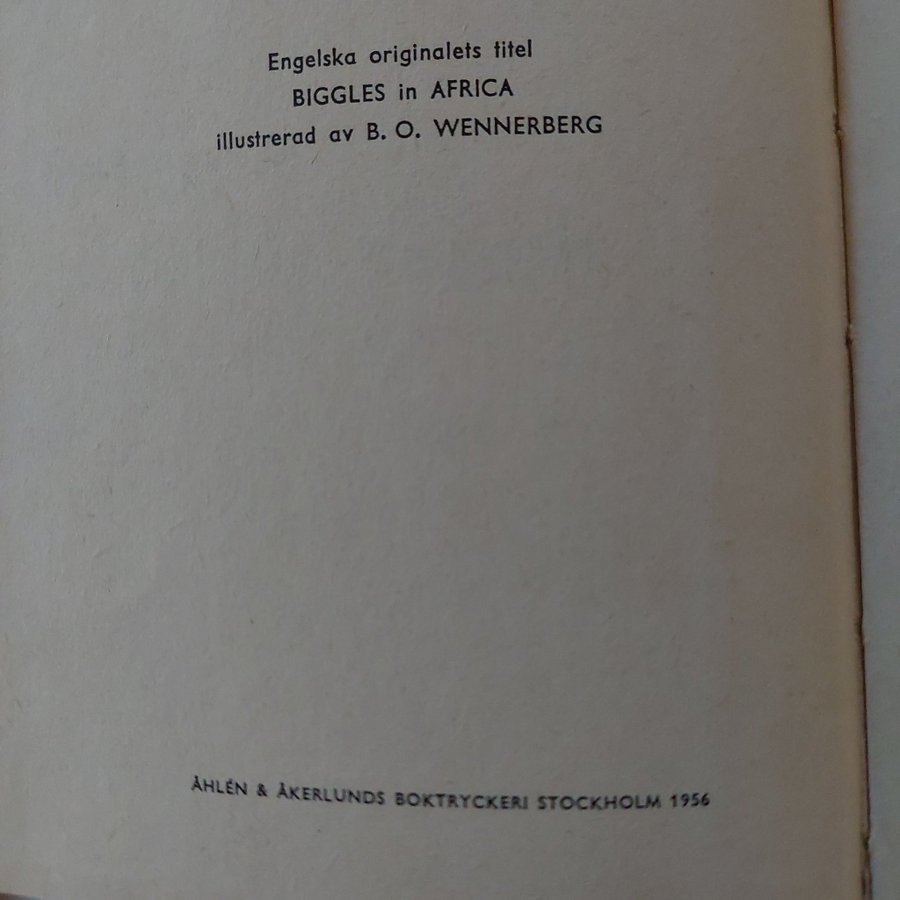 Engelska originalets titel
BIGGLES in AFRICA
illustrerad av B. O. WENNERBERG
ÅHLÉN & ÅKERLUNDS BOKTRYCKERI STOCKHOLM 1956